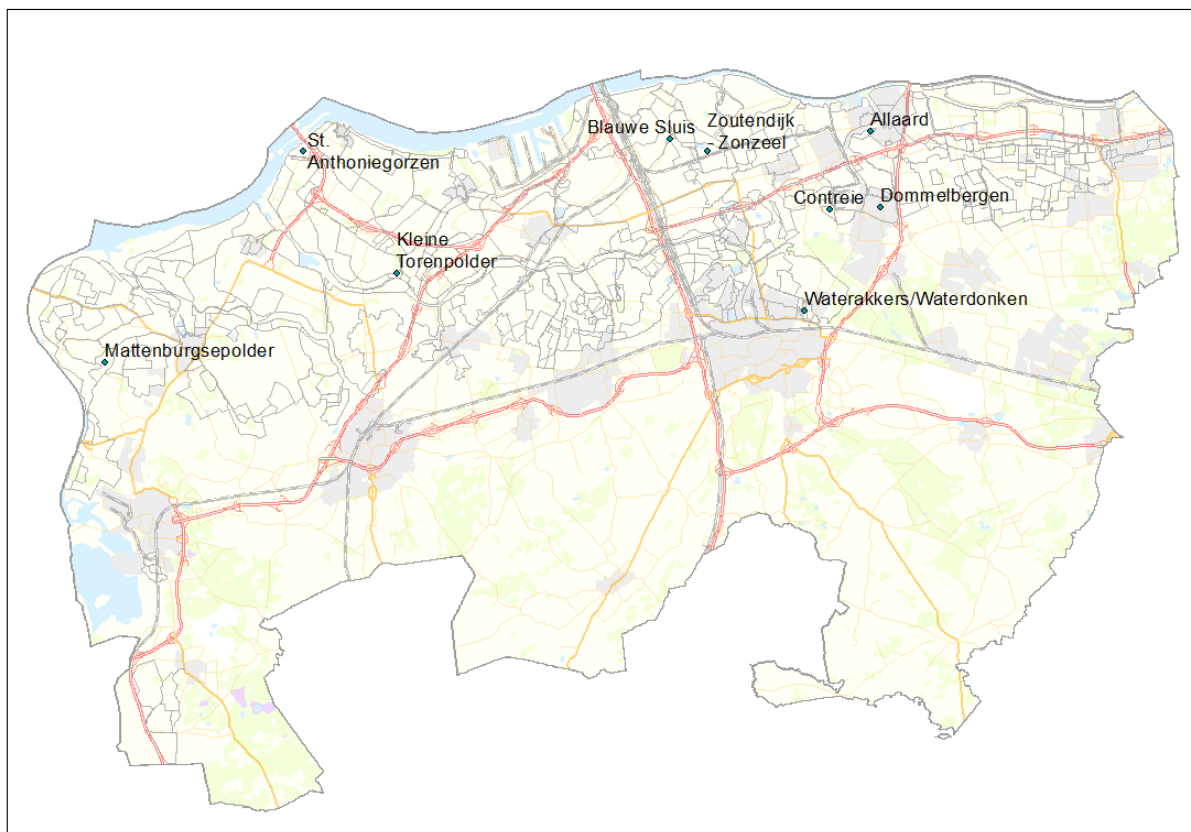 Blauwe Sluis
Zoutendijk
- Zonzeel
Allaard
St.
Anthoniegorzen
Contreie
Dommelbergen
Kleine
Torenpolder
Waterakkers/Waterdonken
Mattenburgsepolder